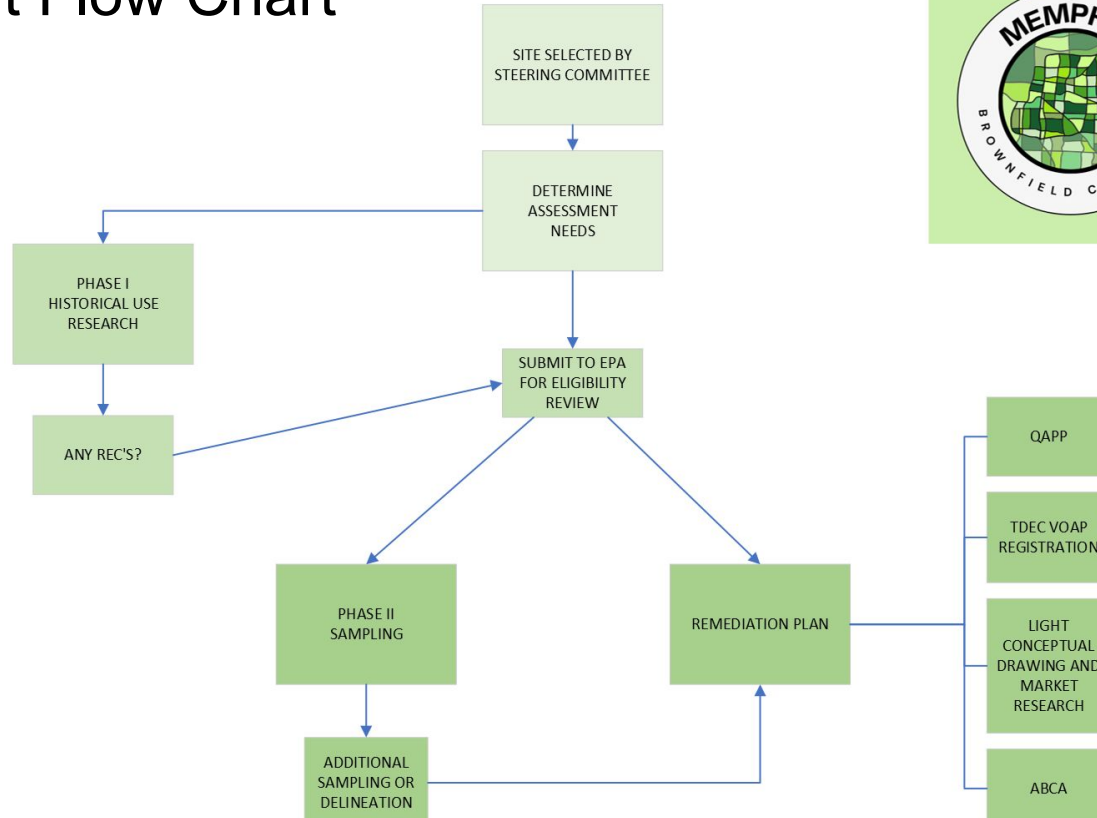 t Flow Chart
SITE SELECTED BY
STEERING COMMITTEE
DETERMINE
ASSESSMENT
NEEDS
PHASE I
HISTORICAL USE
RESEARCH
ANY REC'S?
SUBMIT TO EPA
FOR ELIGIBILITY
REVIEW
PHASE II
SAMPLING
ADDITIONAL
SAMPLING OR
DELINEATION
REMEDIATION PLAN
QAPP
TDEC VOAP
REGISTRATION
LIGHT
CONCEPTUAL
DRAWING AND
MARKET
RESEARCH
ABCA
MEMPH
BROWNFIELD C